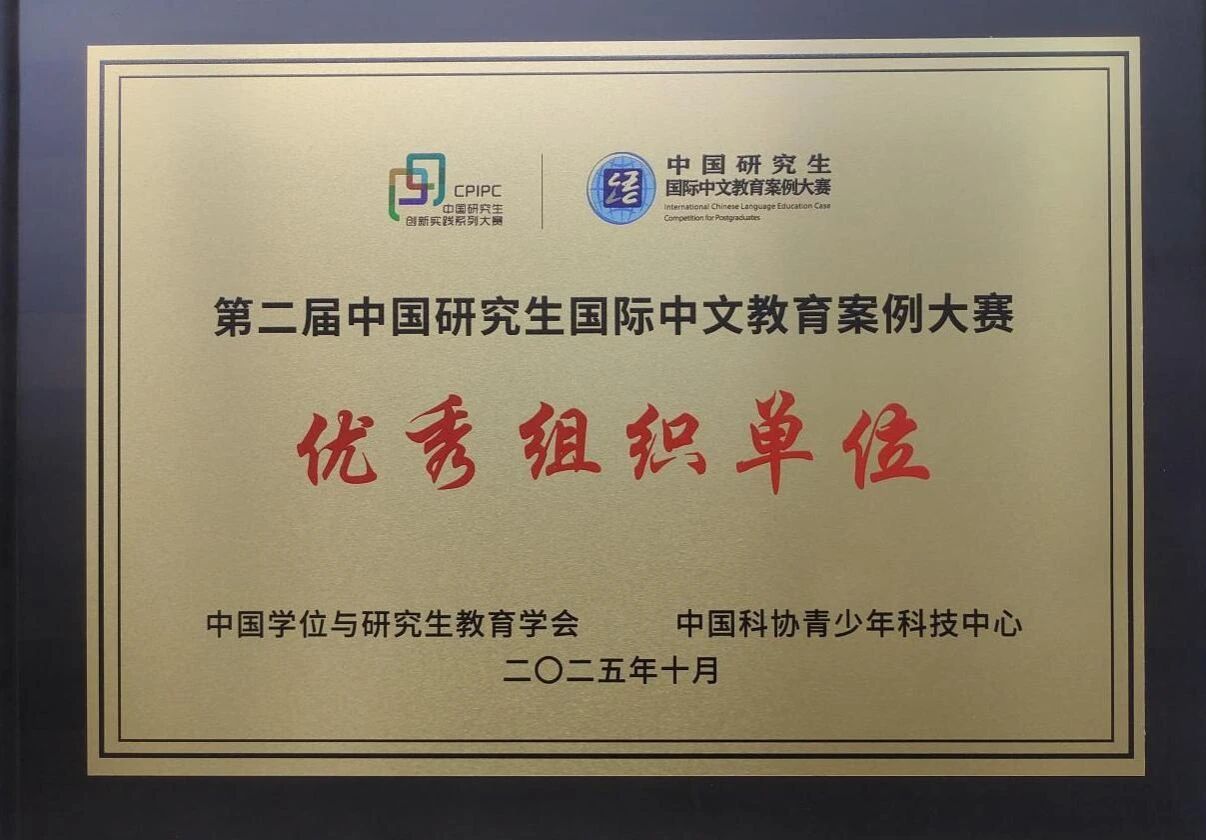 CPIPC
中国研究生
创新实践系列大赛
语
中国研究生
国际中文教育案例大赛
International Chinese Language Education Case
Competition for Postgraduates
第二届中国研究生国际中文教育案例大赛
优秀组织单位
中国学位与研究生教育学会 中国科协青少年科技中心
二〇二五年十月